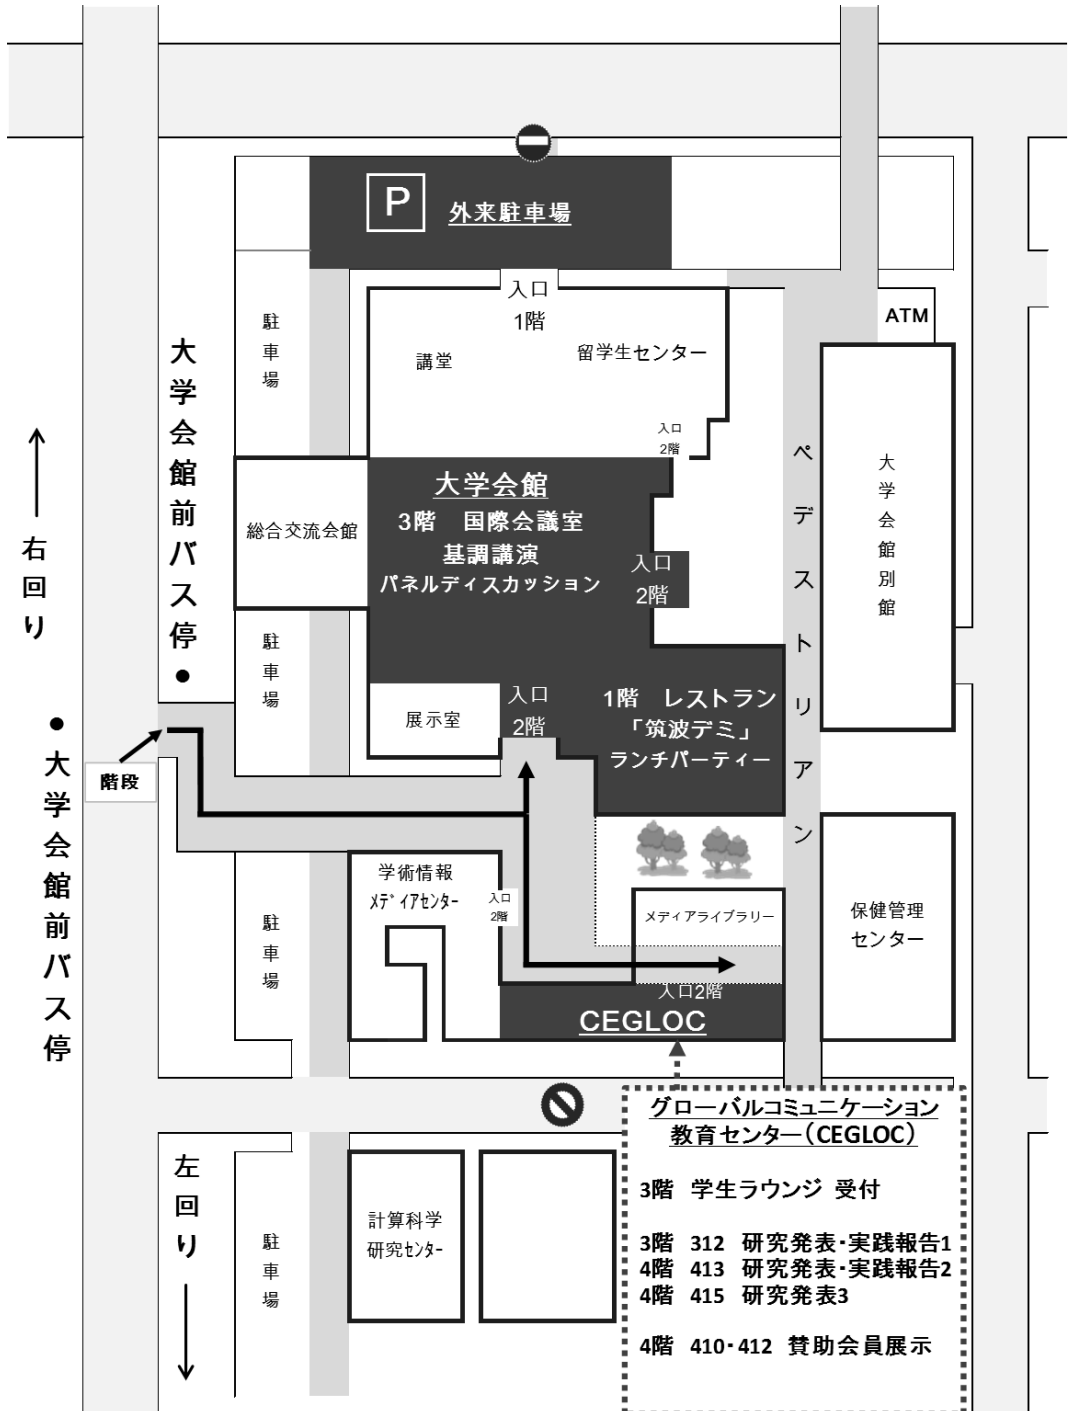 P
外来駐車場
入口
1階
講堂
留学生センター
ATM
駐車場
大学会館前バス停
右回り
入口
2階
大学会館
3階 国際会議室
基調講演
パネルディスカッション
総合交流会館
入口
2階
ペデストリアン
大学会館別館
駐車場
展示室
入口
2階
1階 レストラン
「筑波デミ」
ランチパーティー
階段
大学会館前バス停
学術情報
ﾒﾃﾞｨｱｾﾝﾀｰ
入口
2階
メディアライブラリー
保健管理
センター
駐車場
入口2階
CEGLOC
グローバルコミュニケーション
教育センター(CEGLOC)
3階 学生ラウンジ 受付
3階 312 研究発表・実践報告1
4階 413 研究発表・実践報告2
4階 415 研究発表3
4階 410・412 賛助会員展示
左回り
駐車場
計算科学
研究ｾﾝﾀｰ